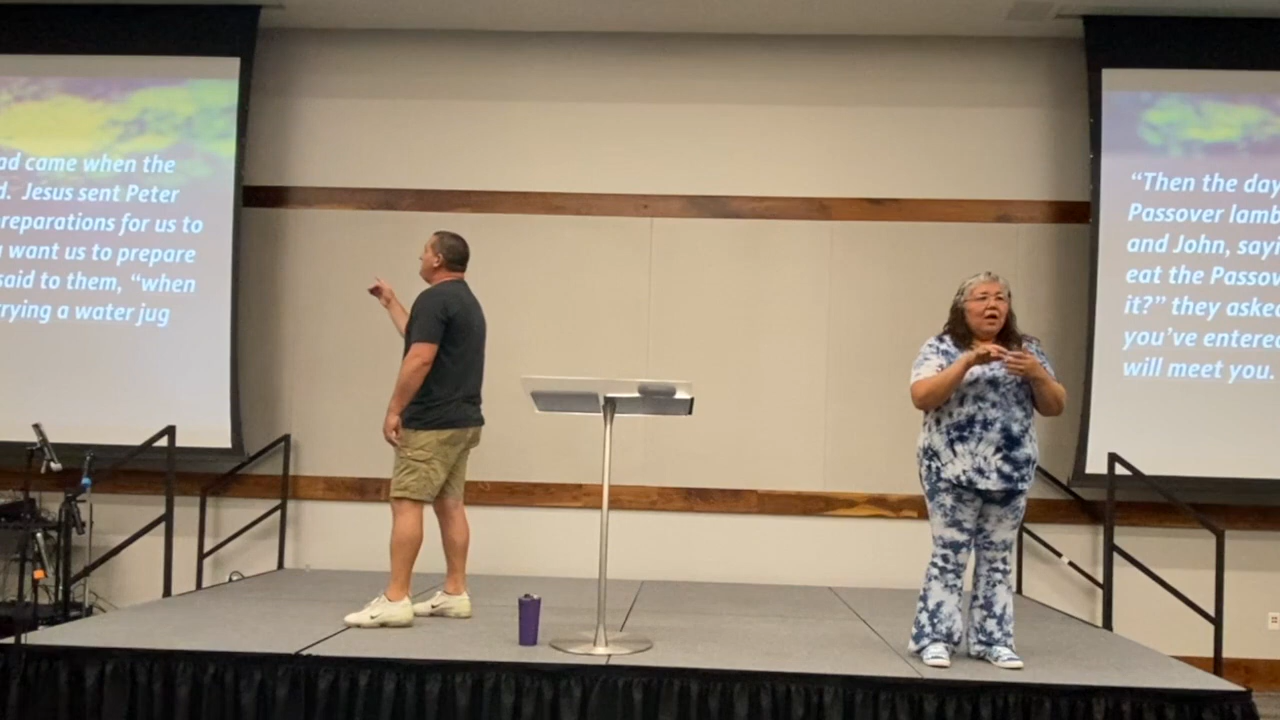 ad came when the
d. Jesus sent Peter
reparations for us to
want us to prepare
said to them, “when
rying a water jug
“Then the day
Passover lamb
and John, sayi
eat the Passov
it?” they asked
you’ve entered
will meet you.